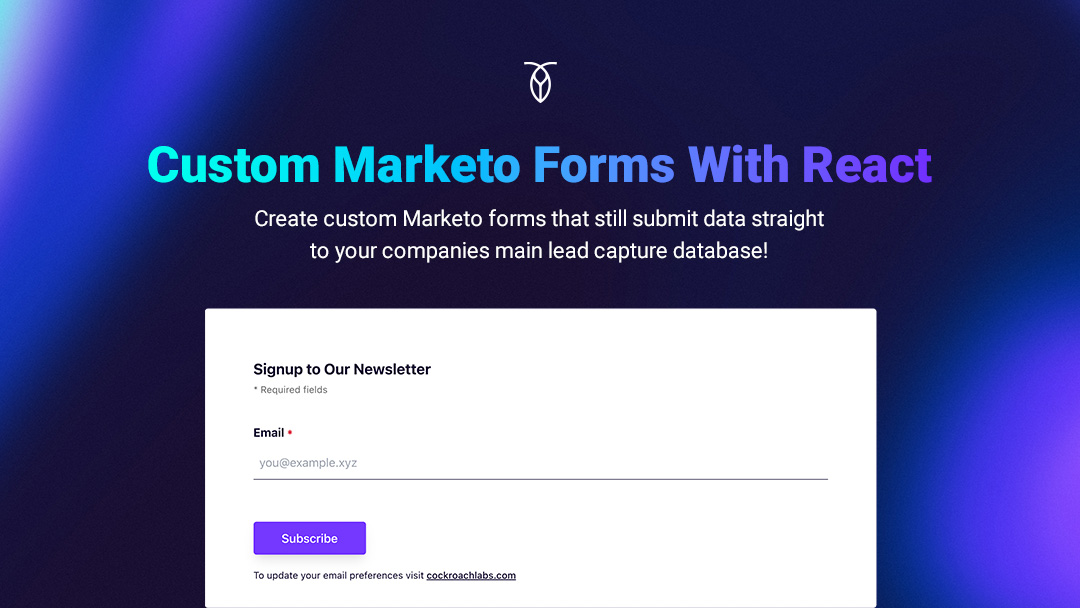 Custom Marketo Forms With React
Create custom Marketo forms that still submit data straight
to your companies main lead capture database!
Signup to Our Newsletter
* Required fields
Email *
you@example.xyz
Subscribe
To update your email preferences visit cockroachlabs.com